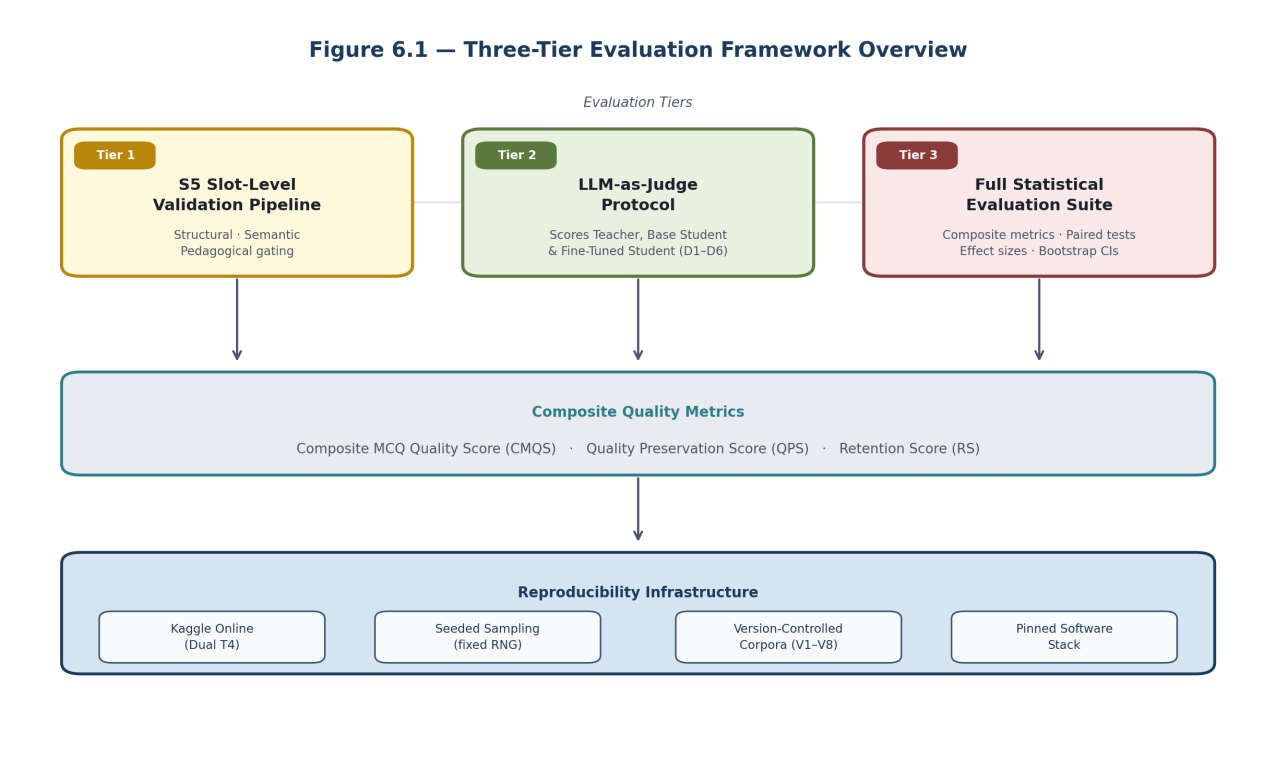 Figure 6.1 — Three-Tier Evaluation Framework Overview
Evaluation Tiers
Tier 1
S5 Slot-Level
Validation Pipeline
Structural · Semantic
Pedagogical gating
Tier 2
LLM-as-Judge
Protocol
Scores Teacher, Base Student
& Fine-Tuned Student (D1–D6)
Tier 3
Full Statistical
Evaluation Suite
Composite metrics · Paired tests
Effect sizes · Bootstrap CIs
Composite Quality Metrics
Composite MCQ Quality Score (CMQS) · Quality Preservation Score (QPS) · Retention Score (RS)
Reproducibility Infrastructure
Kaggle Online
(Dual T4)
Seeded Sampling
(fixed RNG)
Version-Controlled
Corpora (V1–V8)
Pinned Software
Stack